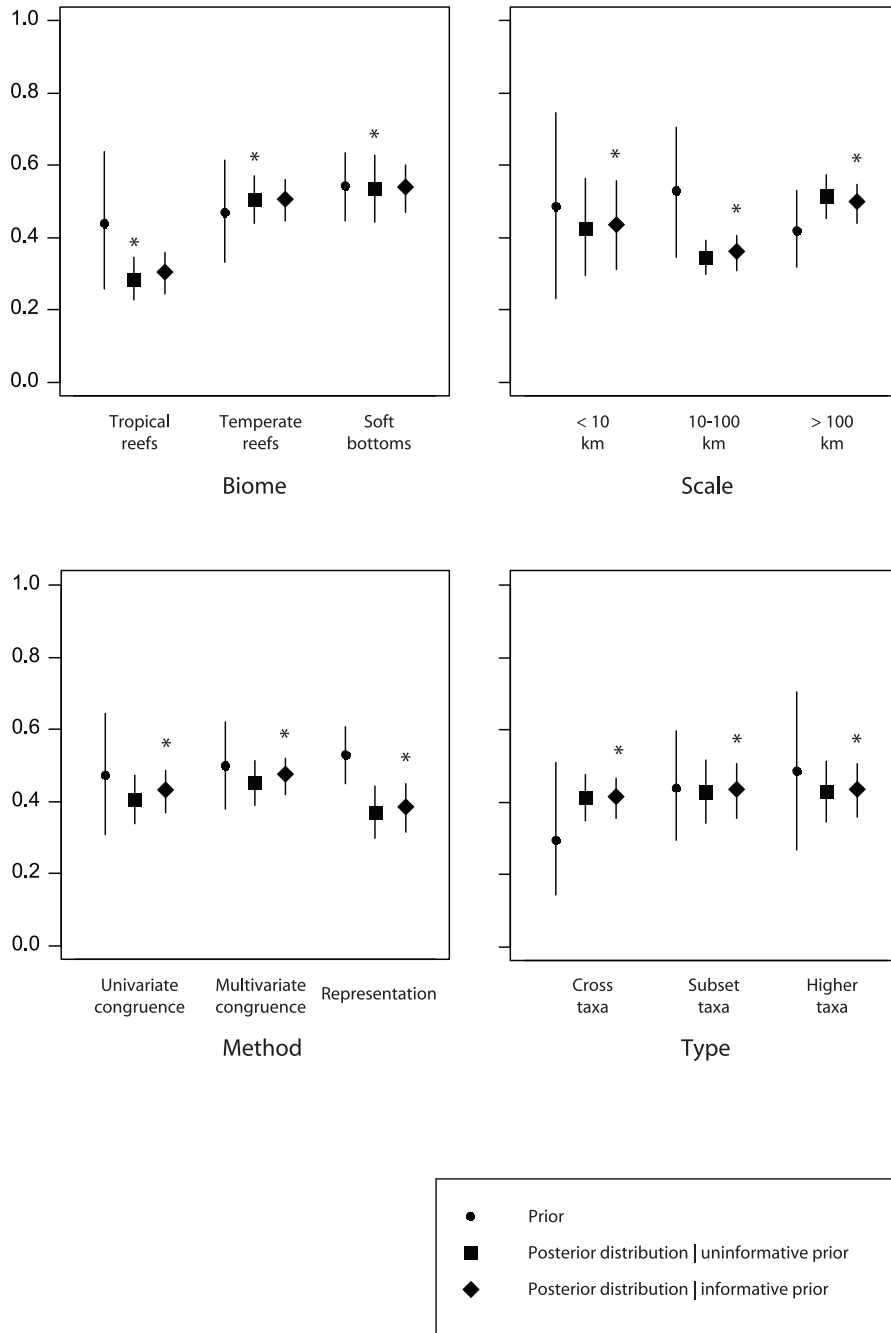 1.0
0.8
0.6
0.4
0.2
0.0
*
*
*
Tropical
reefs
Temperate
reefs
Soft
bottoms
Biome
*
*
*
< 10
km
10-100
km
> 100
km
Scale
1.0
0.8
0.6
0.4
0.2
0.0
*
*
*
Univariate
congruence
Multivariate
congruence
Representation
Method
*
*
*
Cross
taxa
Subset
taxa
Higher
taxa
Type
Prior
Posterior distribution | uninformative prior
Posterior distribution | informative prior